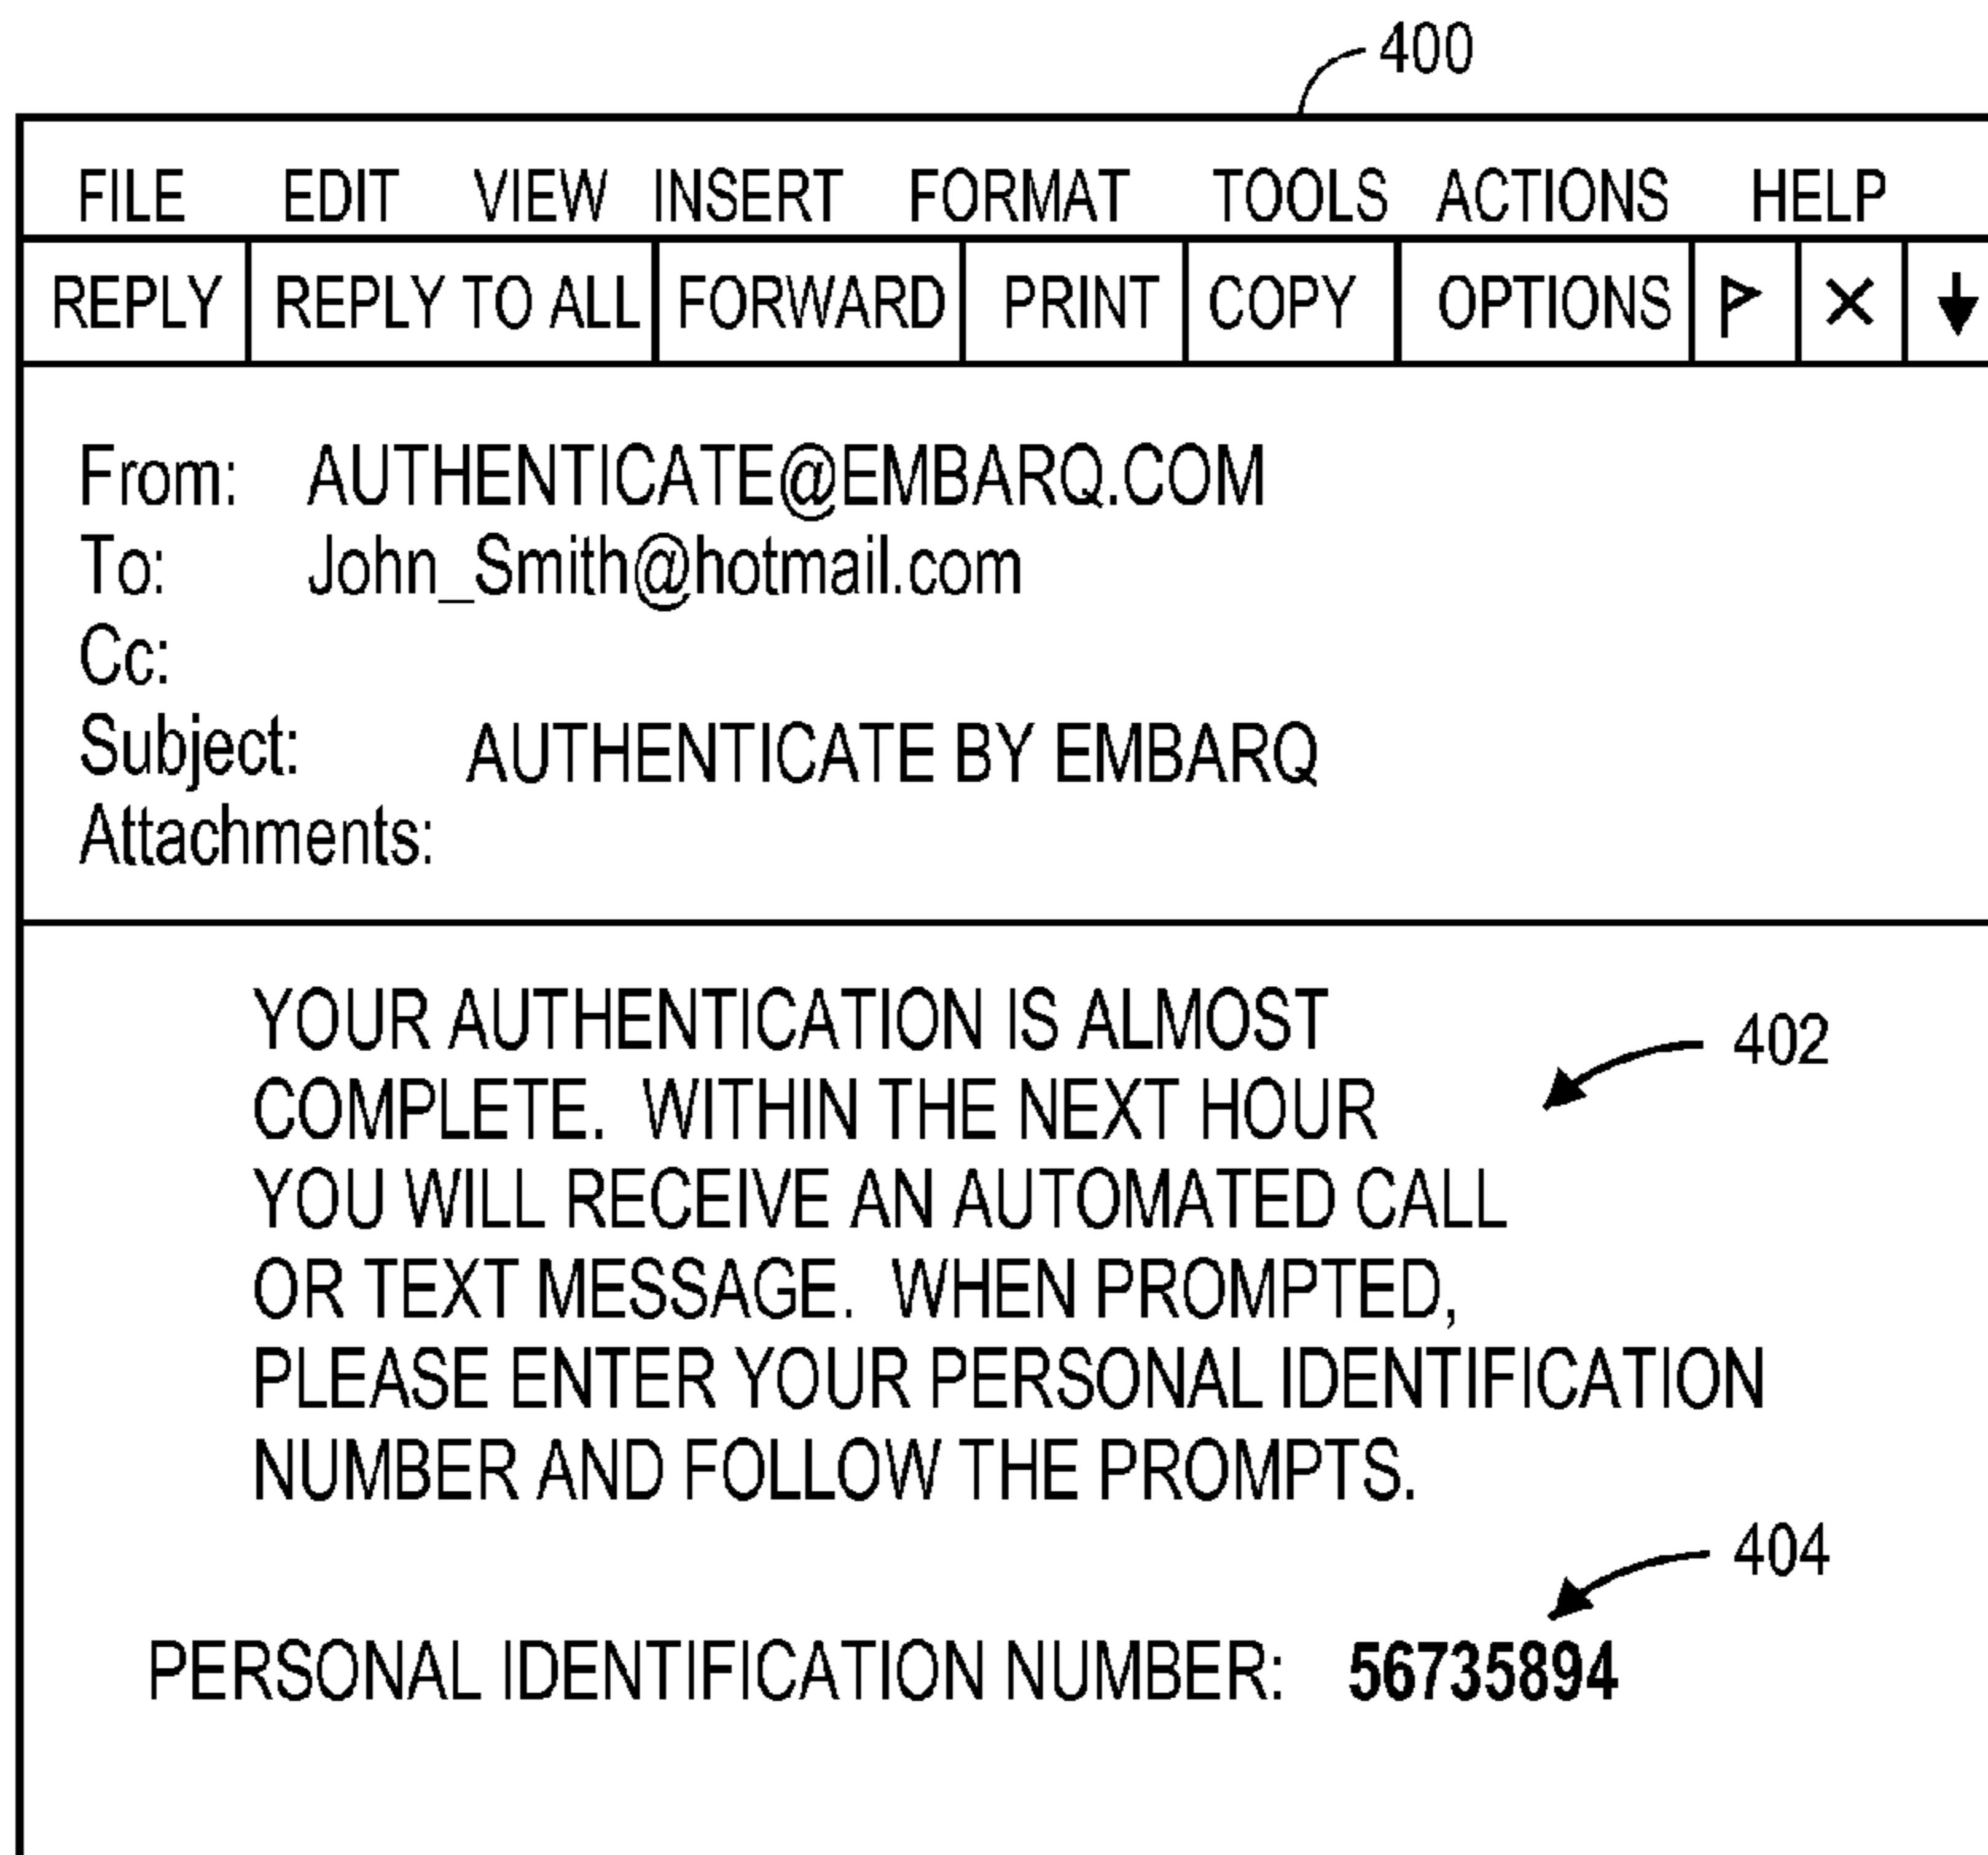 400
FILE EDIT VIEW INSERT FORMAT TOOLS ACTIONS HELP
REPLY REPLY TO ALL FORWARD PRINT COPY OPTIONS
From: AUTHENTICATE@EMBARQ.COM
To: John_Smith@hotmail.com
Cc:
Subject: AUTHENTICATE BY EMBARQ
Attachments:
YOUR AUTHENTICATION IS ALMOST
402
COMPLETE. WITHIN THE NEXT HOUR
YOU WILL RECEIVE AN AUTOMATED CALL
OR TEXT MESSAGE. WHEN PROMPTED,
PLEASE ENTER YOUR PERSONAL IDENTIFICATION
NUMBER AND FOLLOW THE PROMPTS.
404
PERSONAL IDENTIFICATION NUMBER: 56735894